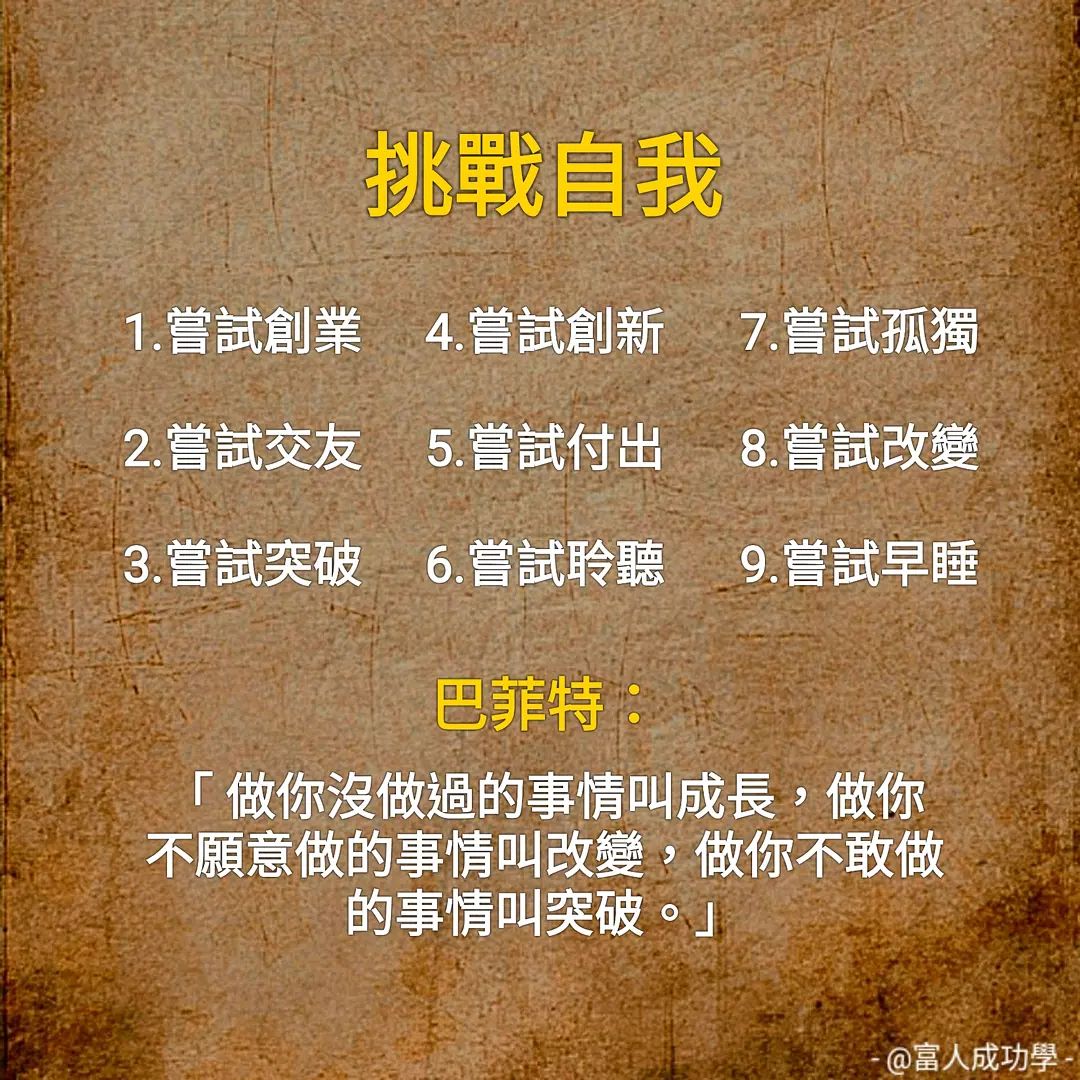 挑戰自我
1.嘗試創業
2.嘗試交友
3.嘗試突破
4.嘗試創新
5.嘗試付出
6.嘗試聆聽
7.嘗試孤獨
8.嘗試改變
9.嘗試早睡
巴菲特：
「做你沒做過的事情叫成長，做你
不願意做的事情叫改變，做你不敢做
的事情叫突破。」
- @富人成功學 -